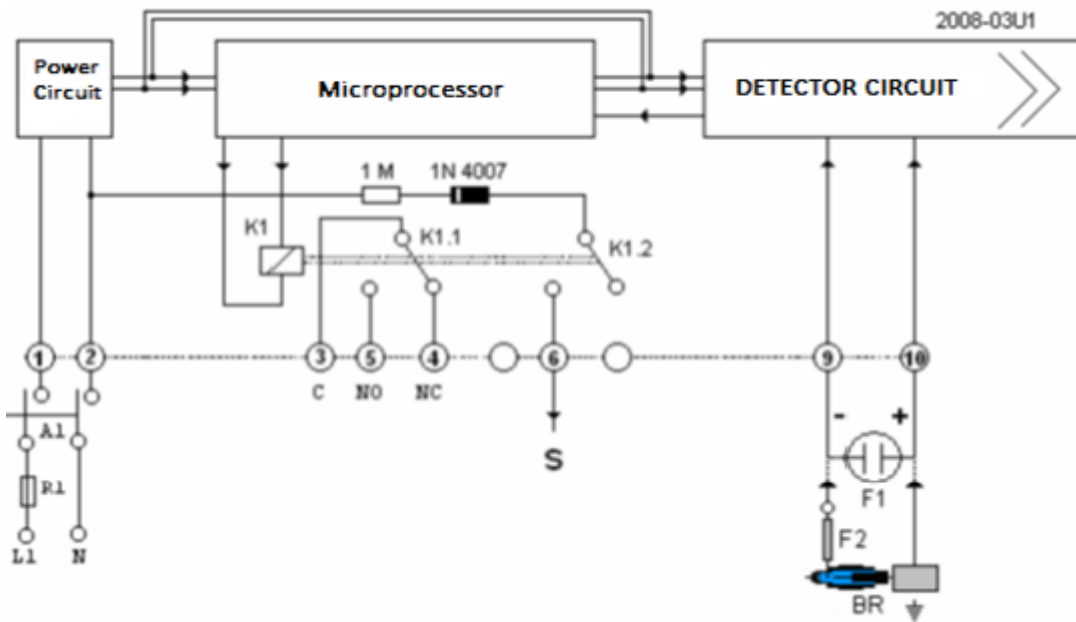 2008-03U1
Power
Circuit
Microprocessor
DETECTOR CIRCUIT
1 M 1N 4007
K1
K1.1
K1.2
1 2 3 5 4 6 9 10
C NO NC
- +
A1
S
F1
R1
F2
L1 N
BR